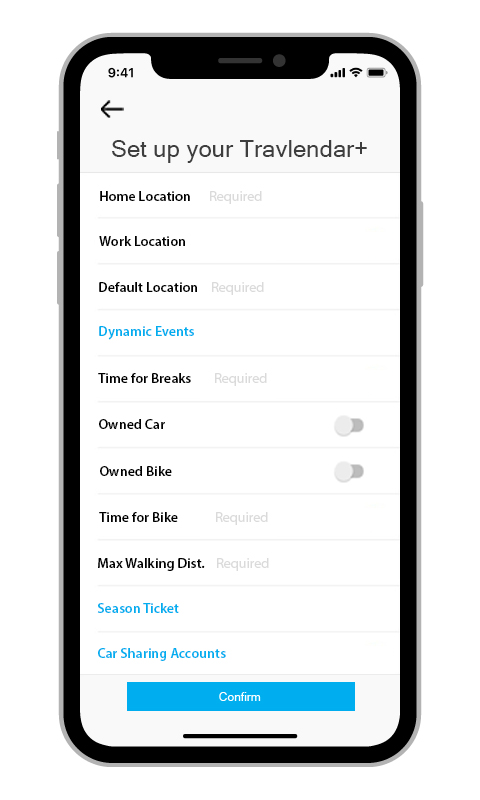 9:41
Set up your Travlendar+
Home Location Required
Work Location
Default Location Required
Dynamic Events
Time for Breaks Required
Owned Car
Owned Bike
Time for Bike Required
Max Walking Dist. Required
Season Ticket
Car Sharing Accounts
Confirm